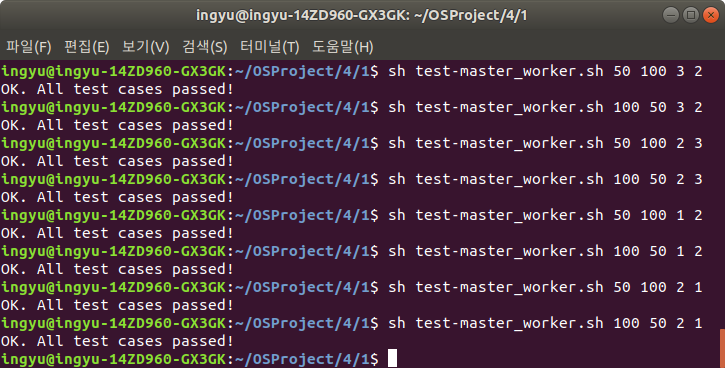 ingyu@ingyu-14ZD960-GX3GK: ~/OSProject/4/1
파일(F) 편집(E) 보기(V) 검색(S) 터미널(T) 도움말(H)
ingyu@ingyu-14ZD960-GX3GK:~/OSProject/4/1$ sh test-master_worker.sh 50 100 3 2
OK. All test cases passed!
ingyu@ingyu-14ZD960-GX3GK:~/OSProject/4/1$ sh test-master_worker.sh 100 50 3 2
OK. All test cases passed!
ingyu@ingyu-14ZD960-GX3GK:~/OSProject/4/1$ sh test-master_worker.sh 50 100 2 3
OK. All test cases passed!
ingyu@ingyu-14ZD960-GX3GK:~/OSProject/4/1$ sh test-master_worker.sh 100 50 2 3
OK. All test cases passed!
ingyu@ingyu-14ZD960-GX3GK:~/OSProject/4/1$ sh test-master_worker.sh 50 100 1 2
OK. All test cases passed!
ingyu@ingyu-14ZD960-GX3GK:~/OSProject/4/1$ sh test-master_worker.sh 100 50 1 2
OK. All test cases passed!
ingyu@ingyu-14ZD960-GX3GK:~/OSProject/4/1$ sh test-master_worker.sh 50 100 2 1
OK. All test cases passed!
ingyu@ingyu-14ZD960-GX3GK:~/OSProject/4/1$ sh test-master_worker.sh 100 50 2 1
OK. All test cases passed!
ingyu@ingyu-14ZD960-GX3GK:~/OSProject/4/1$